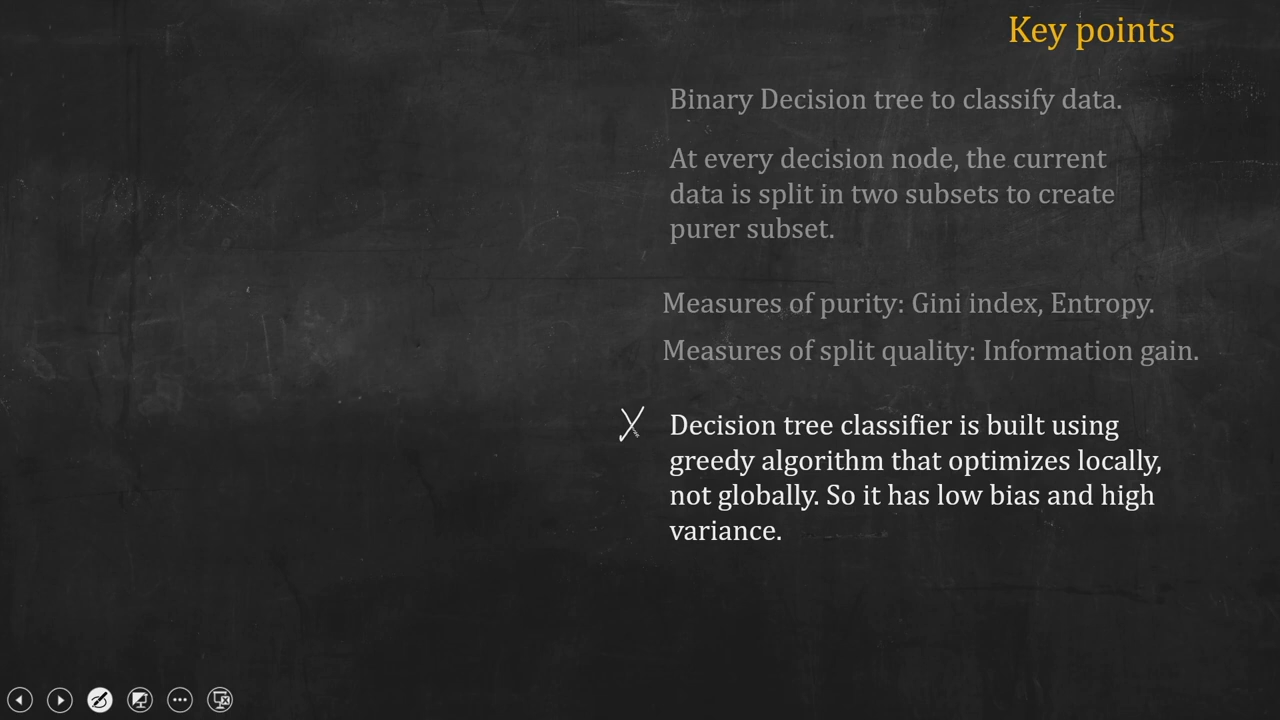 Key points
Binary Decision tree to classify data.
At every decision node, the current
data is split in two subsets to create
purer subset.
Measures of purity: Gini index, Entropy.
Measures of split quality: Information gain.
Decision tree classifier is built using
greedy algorithm that optimizes locally,
not globally. So it has low bias and high
variance.